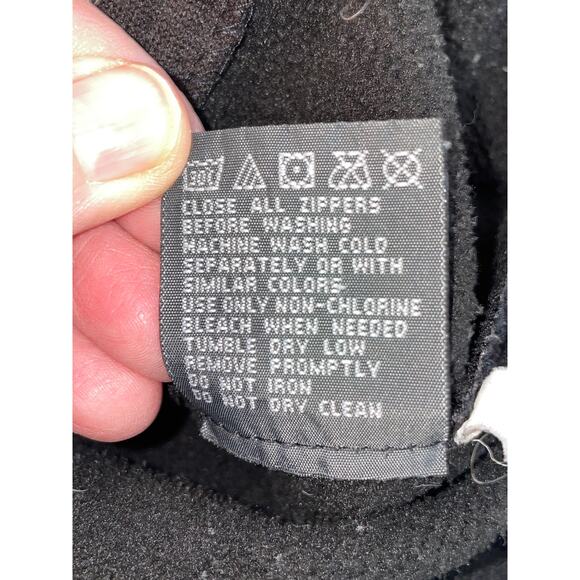 CLOSE ALL ZIPPERS
BEFORE WASHING
MACHINE WASH COLD
SEPARATELY OR WITH
SIMILAR COLORS
USE ONLY NON-CHLORINE
BLEACH WHEN NEEDED
TUMBLE DRY LOW
REMOVE PROMPTLY
DO NOT IRON
DO NOT DRY CLEAN